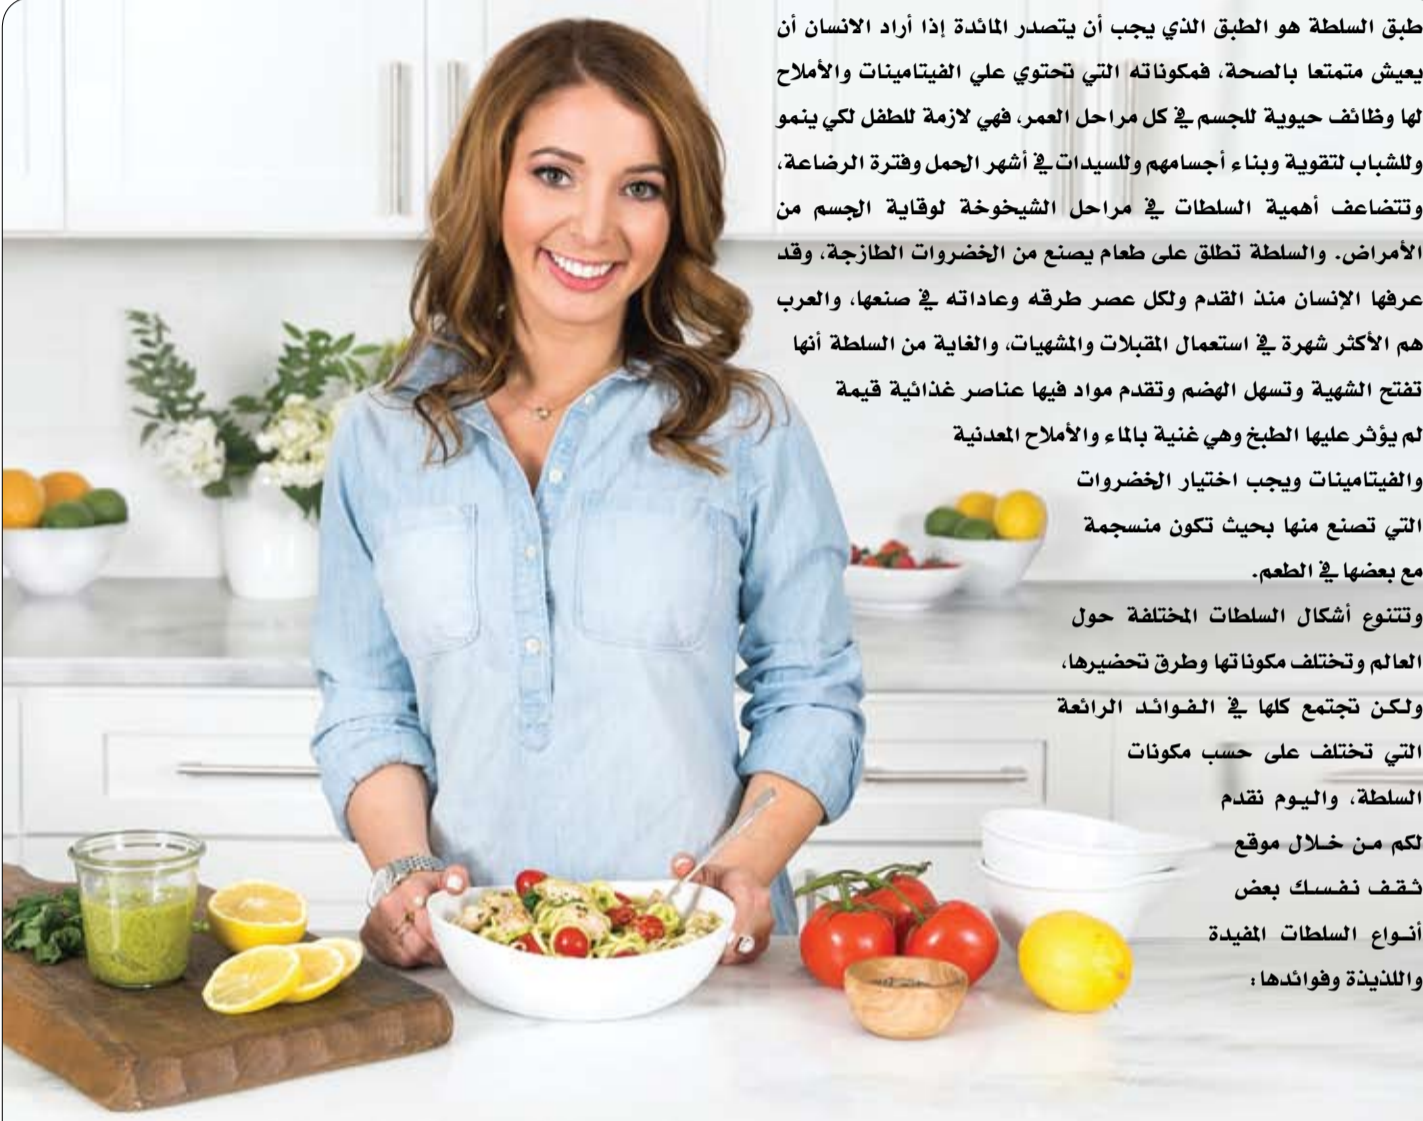 طبق السلطة هو الطبق الذي يجب أن يتصدر المائدة إذا أراد الانسان أن
يعيش متمتعا بالصحة، فمكوناته التي تحتوي علي الفيتامينات والأملاح
لها وظائف حيوية للجسم في كل مراحل العمر، فهي لازمة للطفل لكي ينمو
وللشباب لتقوية وبناء أجسامهم وللسيدات في أشهر الحمل وفترة الرضاعة،
وتتضاعف أهمية السلطات في مراحل الشيخوخة لوقاية الجسم من
الأمراض. والسلطة تطلق على طعام يصنع من الخضروات الطازجة، وقد
عرفها الإنسان منذ القدم ولكل عصر طرقه وعاداته في صنعها، والعرب
هم الأكثر شهرة في استعمال المقبلات والمشهيات، والغاية من السلطة أنها
تفتح الشهية وتسهل الهضم وتقدم مواد فيها عناصر غذائية قيمة
لم يؤثر عليها الطبخ وهي غنية بالماء والأملاح المعدنية
والفيتامينات ويجب اختيار الخضروات
التي تصنع منها بحيث تكون منسجمة
مع بعضها في الطعم.
وتتنوع أشكال السلطات المختلفة حول
العالم وتختلف مكوناتها وطرق تحضيرها،
ولكن تجتمع كلها في الفوائد الرائعة
التي تختلف على حسب مكونات
السلطة، واليوم نقدم
لكم من خلال موقع
ثقف نفسك بعض
أنواع السلطات المفيدة
واللذيذة وفوائدها :